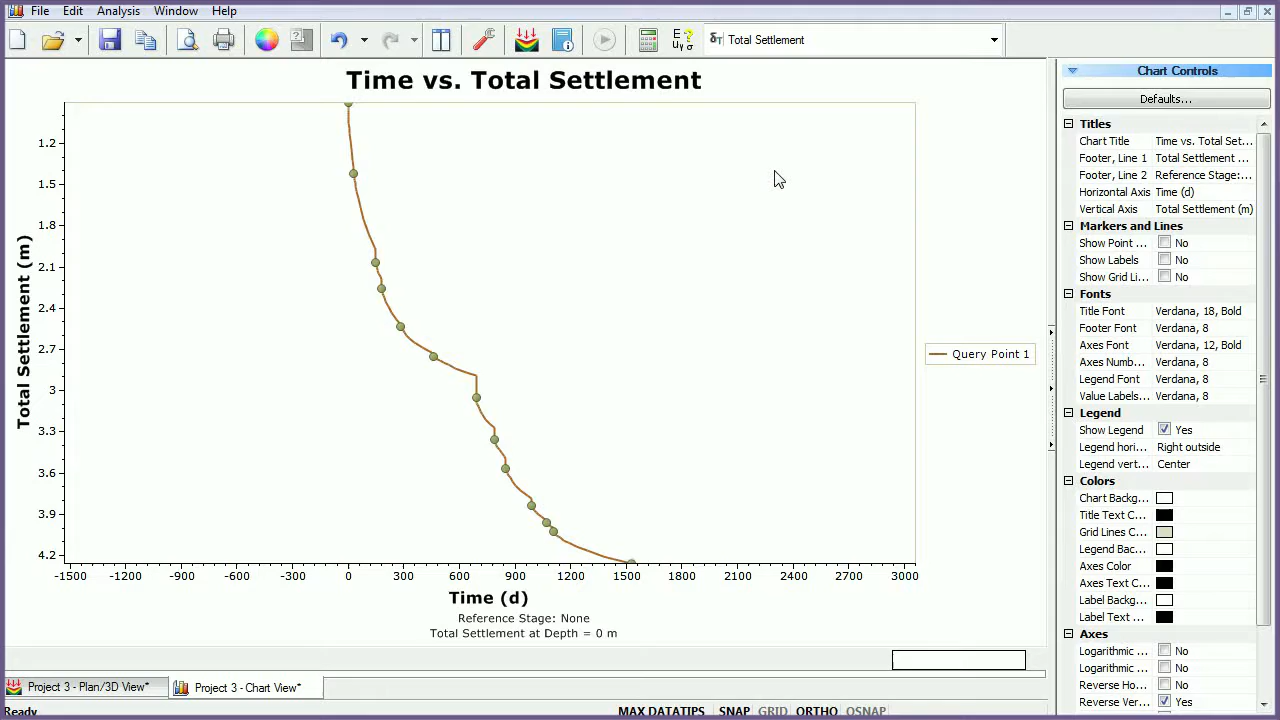 File Edit Analysis Window Help
Total Settlement
Time vs. Total Settlement
1.2
1.5
1.8
2.1
2.4
2.7
3
3.3
3.6
3.9
4.2
Total Settlement (m)
-1500 -1200 -900 -600 -300 0 300 600 900 1200 1500 1800 2100 2400 2700 3000
Time (d)
Reference Stage: None
Total Settlement at Depth = 0 m
Query Point 1
Chart Controls
Defaults...
Titles
Chart Title Time vs. Total Set...
Footer, Line 1 Total Settlement ...
Footer, Line 2 Reference Stage:...
Horizontal Axis Time (d)
Vertical Axis Total Settlement (m)
Markers and Lines
Show Point ... No
Show Labels No
Show Grid Li... No
Fonts
Title Font Verdana, 18, Bold
Footer Font Verdana, 8
Axes Font Verdana, 12, Bold
Axes Numb... Verdana, 8
Legend Font Verdana, 8
Value Labels... Verdana, 8
Legend
Show Legend Yes
Legend hori... Right outside
Legend vert... Center
Colors
Chart Backg...
Title Text C...
Grid Lines C...
Legend Bac...
Axes Color
Axes Text C...
Label Backg...
Label Text ...
Axes
Logarithmic ... No
Logarithmic ... No
Reverse Ho... No
Reverse Ver... Yes
Project 3 - Plan/3D View* Project 3 - Chart View*
Ready MAX DATATIPS SNAP GRID ORTHO OSNAP